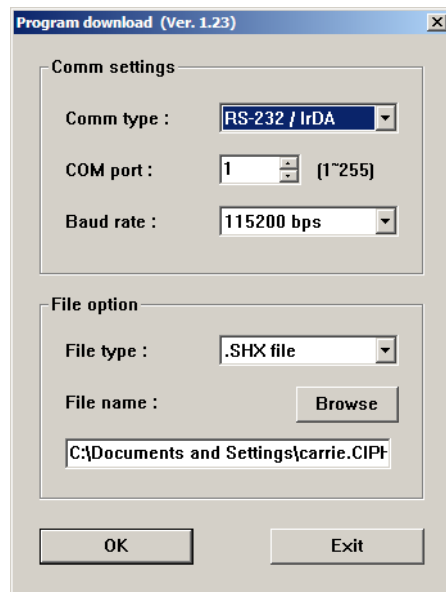 Program download (Ver. 1.23)
Comm settings
Comm type : RS-232 / IrDA
COM port : 1 (1~255)
Baud rate : 115200 bps
File option
File type : .SHX file
File name : Browse
C:\Documents and Settings\carrie.CIPH
OK Exit